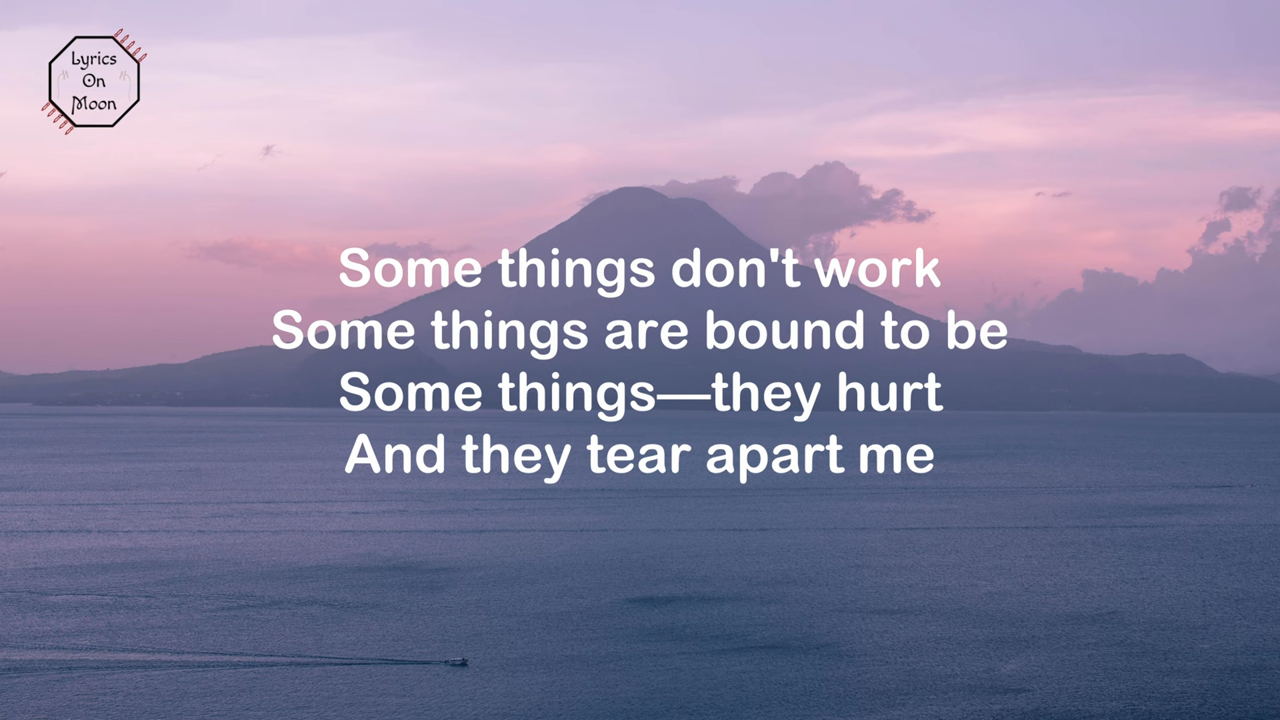 Lyrics
On
Moon
Some things don't work
Some things are bound to be
Some things—they hurt
And they tear apart me